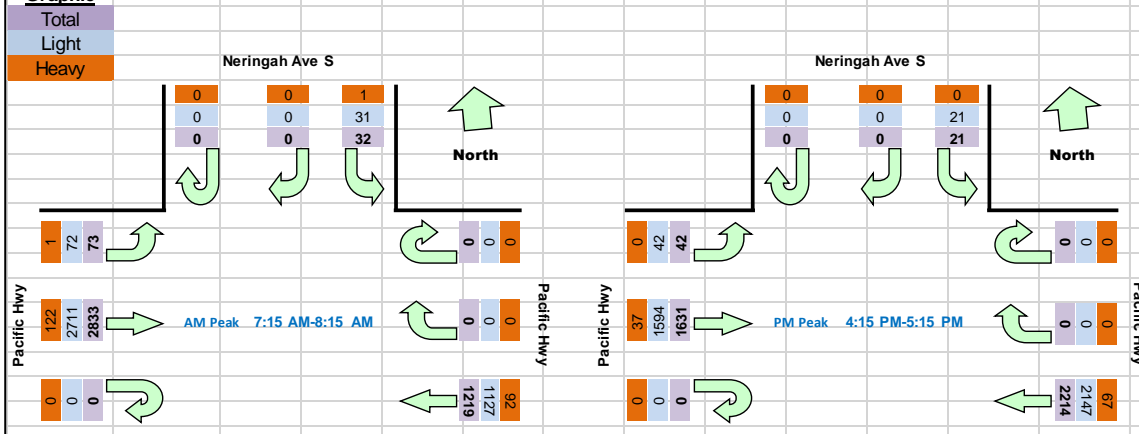 Graphic
Total
Light
Heavy
Neringah Ave S
0 0 1
0 0 31
0 0 32
North
1 72 73
0 0 0
Pacific Hwy
122 2711 2833
AM Peak 7:15 AM-8:15 AM
0 0 0
Pacific Hwy
0 0 0
1219 1127 92
Neringah Ave S
0 0 0
0 0 21
0 0 21
North
0 42 42
0 0 0
Pacific Hwy
37 1594 1631
PM Peak 4:15 PM-5:15 PM
0 0 0
Pacific Hwy
0 0 0
2214 2147 67